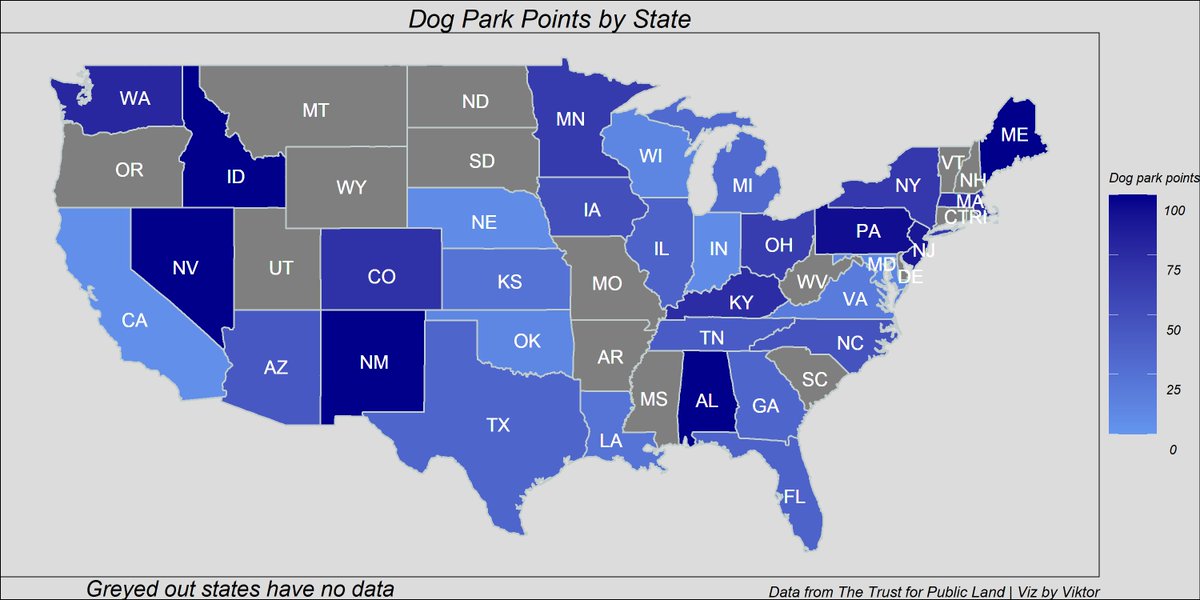 Dog Park Points by State
WA
MT
ND
MN
ME
OR
ID
WY
SD
WI
MI
VT
NH
NY
MA
CT RI
NE
IA
NV
UT
CO
KS
MO
IL
IN
OH
PA
NJ
MD
DE
WV
VA
KY
CA
AZ
NM
OK
AR
TN
NC
SC
TX
LA
MS
AL
GA
FL
Dog park points
100
75
50
25
0
Greyed out states have no data
Data from The Trust for Public Land | Viz by Viktor